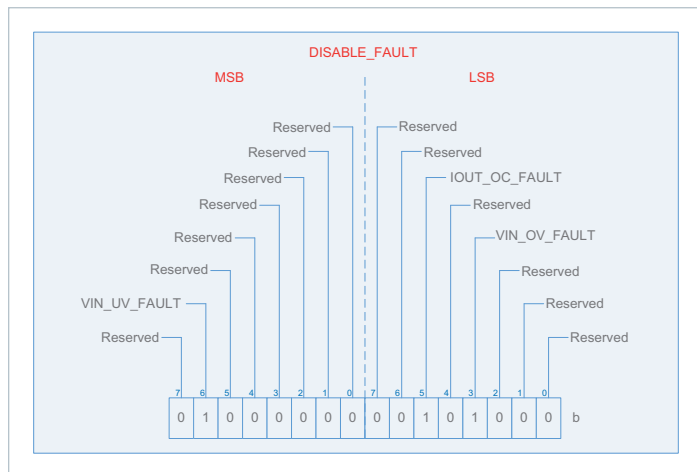 DISABLE_FAULT
MSB LSB
Reserved Reserved
Reserved Reserved
Reserved IOUT_OC_FAULT
Reserved Reserved
Reserved VIN_OV_FAULT
Reserved Reserved
VIN_UV_FAULT Reserved
Reserved Reserved
7 6 5 4 3 2 1 0 7 6 5 4 3 2 1 0
0 1 0 0 0 0 0 0 0 0 1 0 1 0 0 0 b